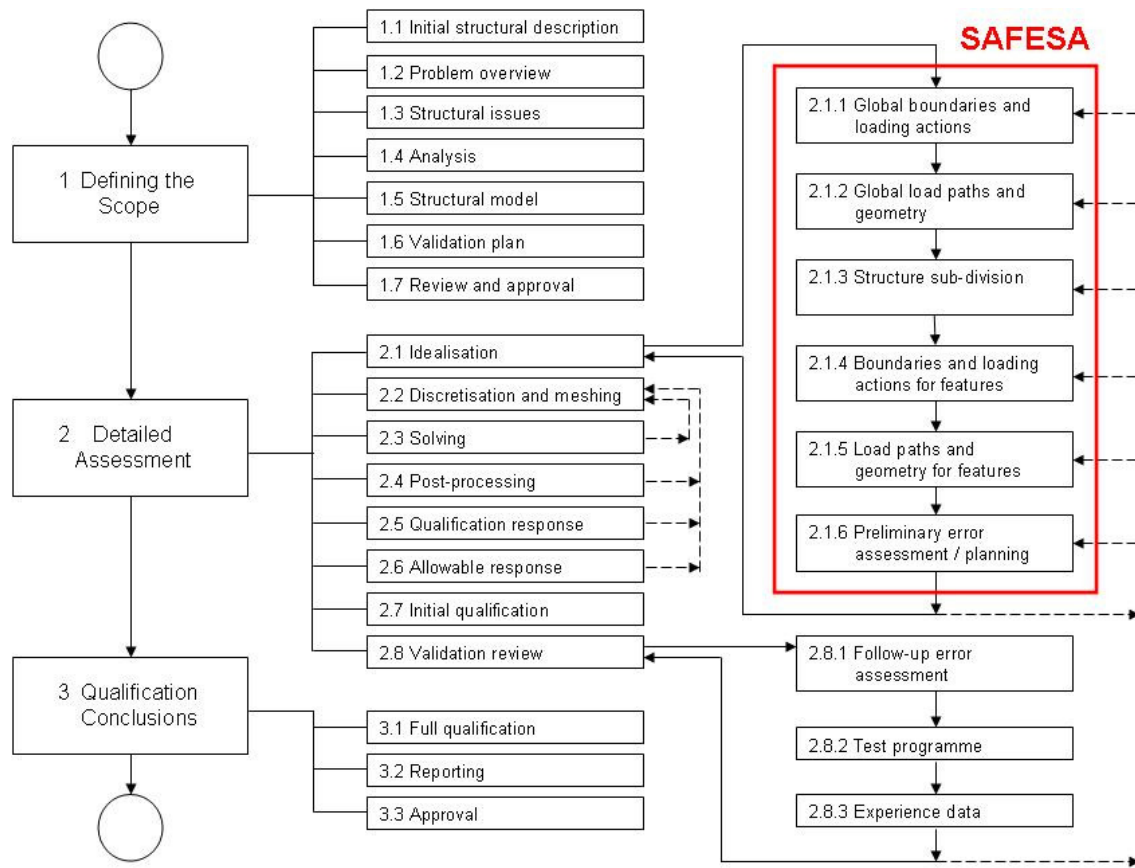 1.1 Initial structural description
1.2 Problem overview
1.3 Structural issues
1.4 Analysis
1.5 Structural model
1.6 Validation plan
1.7 Review and approval
1 Defining the
Scope
2.1 Idealisation
2.2 Discretisation and meshing
2.3 Solving
2.4 Post-processing
2.5 Qualification response
2.6 Allowable response
2.7 Initial qualification
2.8 Validation review
2 Detailed
Assessment
3 Qualification
Conclusions
3.1 Full qualification
3.2 Reporting
3.3 Approval
SAFESA
2.1.1 Global boundaries and
loading actions
2.1.2 Global load paths and
geometry
2.1.3 Structure sub-division
2.1.4 Boundaries and loading
actions for features
2.1.5 Load paths and
geometry for features
2.1.6 Preliminary error
assessment / planning
2.8.1 Follow-up error
assessment
2.8.2 Test programme
2.8.3 Experience data